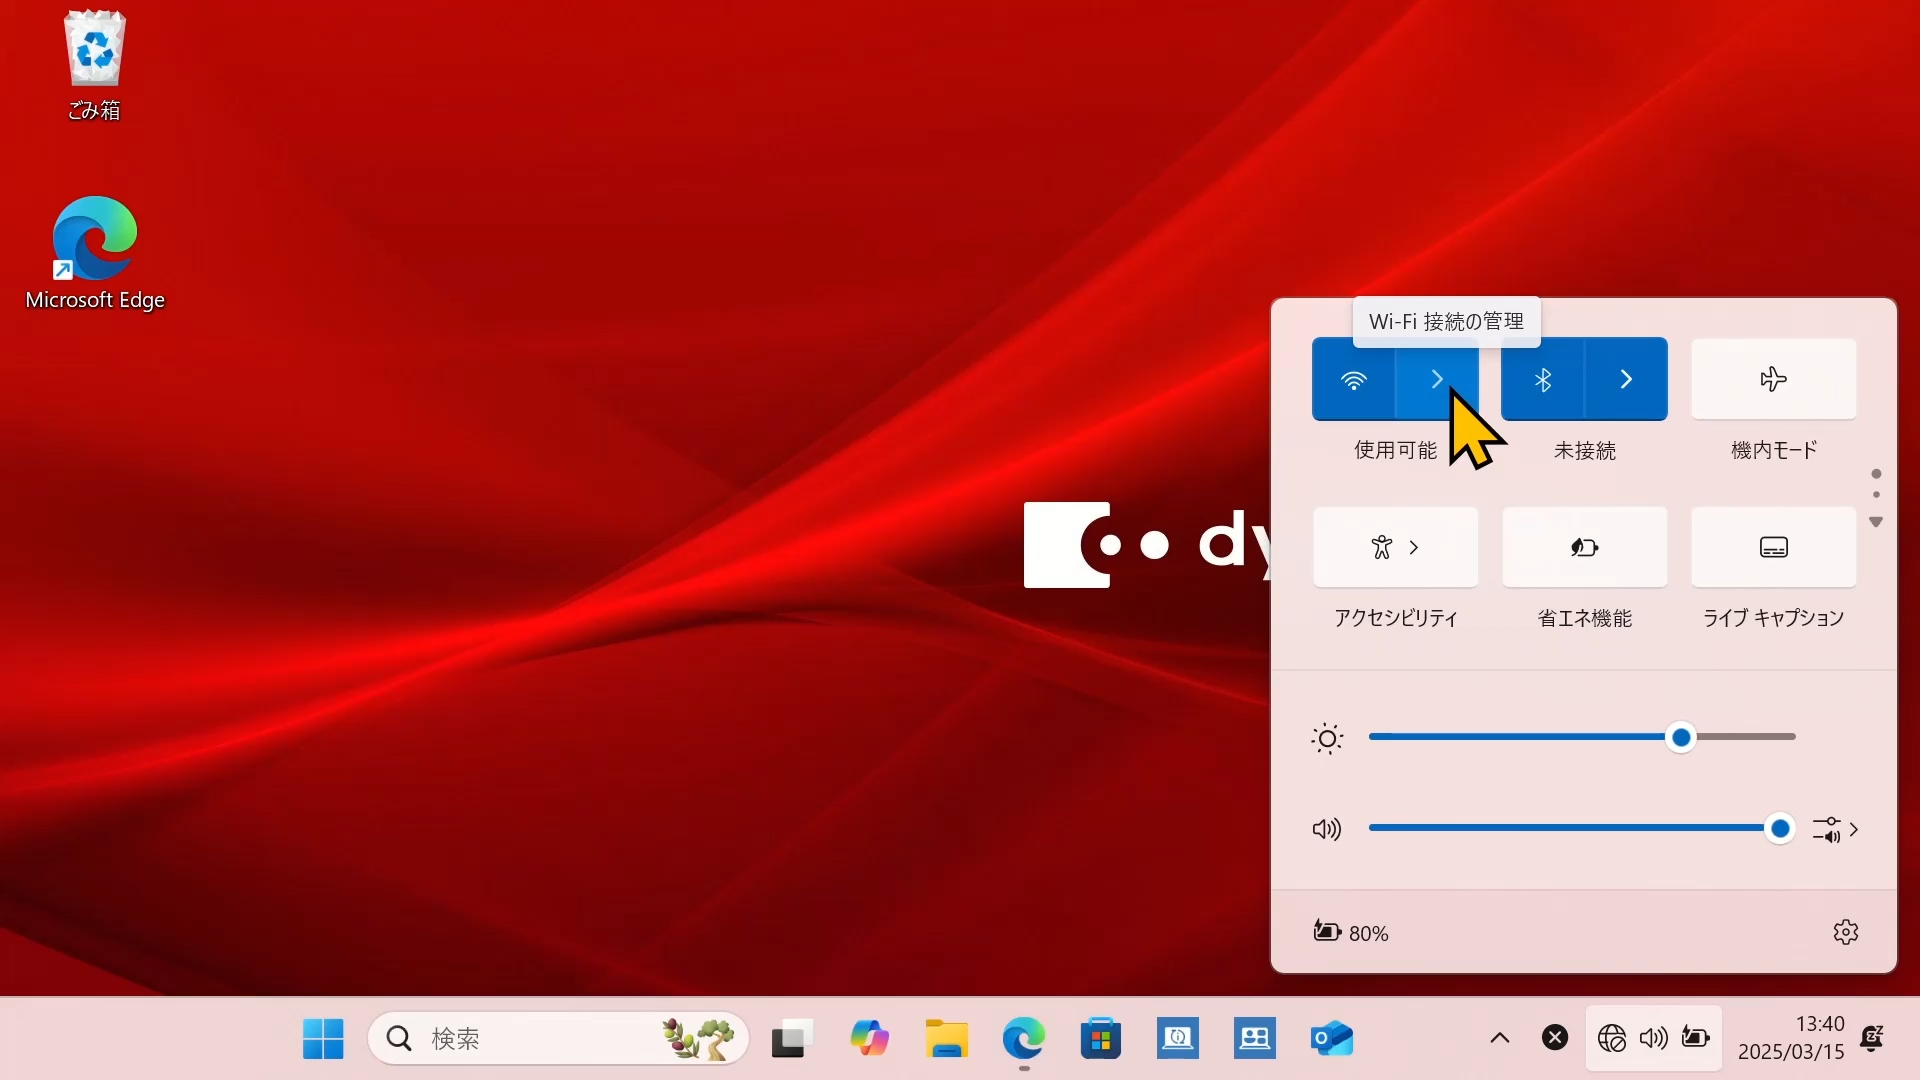 ごみ箱
Microsoft Edge
dy
Wi-Fi 接続の管理
使用可能
未接続
機内モード
アクセシビリティ
省エネ機能
ライブ キャプション
80%
検索
13:40
2025/03/15